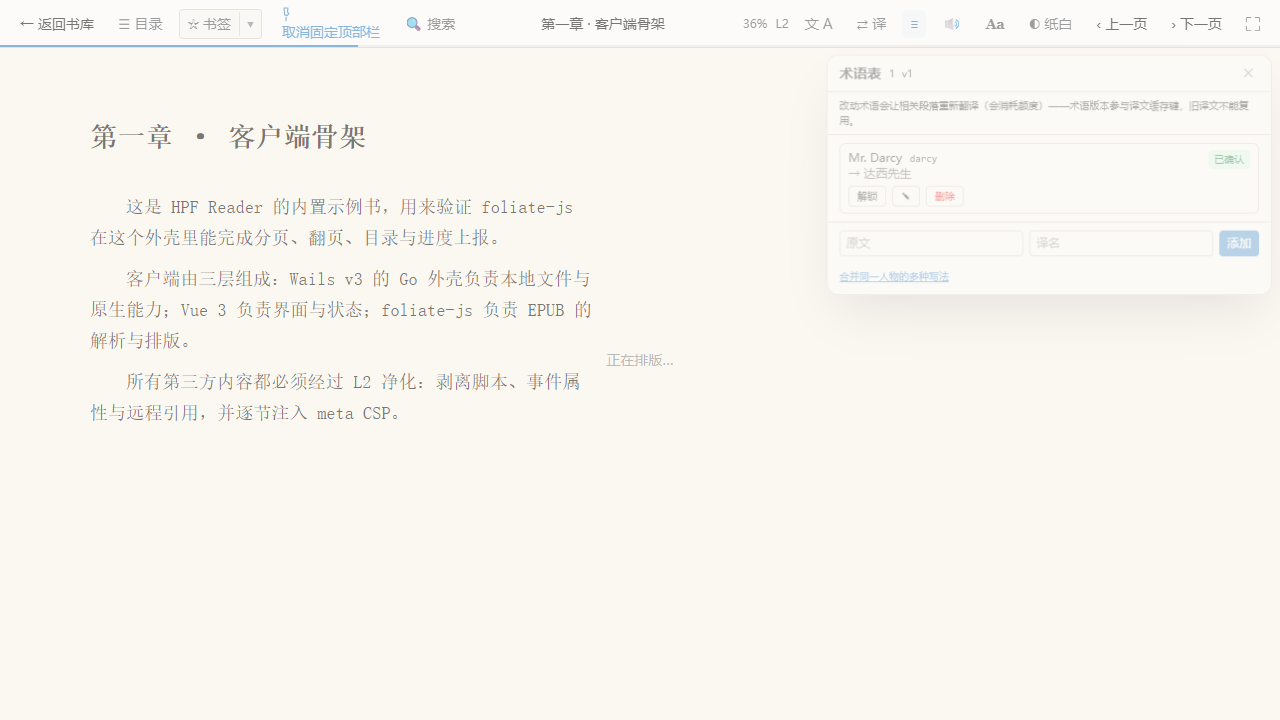 ← 返回书库 ☰ 目录 ☆ 书签 ▾ 取消固定顶部栏 🔍 搜索 第一章 · 客户端骨架 36% L2 文 A ⇄ 译 ≡ 🔊 Aa ◐ 纸白 ‹ 上一页 › 下一页
第一章 · 客户端骨架
这是 HPF Reader 的内置示例书，用来验证 foliate-js
在这个外壳里能完成分页、翻页、目录与进度上报。
客户端由三层组成：Wails v3 的 Go 外壳负责本地文件与
原生能力；Vue 3 负责界面与状态；foliate-js 负责 EPUB 的
解析与排版。
所有第三方内容都必须经过 L2 净化：剥离脚本、事件属
性与远程引用，并逐节注入 meta CSP。
正在排版…
术语表 1 v1 ×
改动术语会让相关段落重新翻译（会消耗额度）——术语版本参与译文缓存键，旧译文不能复
用。
Mr. Darcy darcy 已确认
→ 达西先生
解锁 ✎ 删除
原文 译名 添加
合并同一人物的多种写法